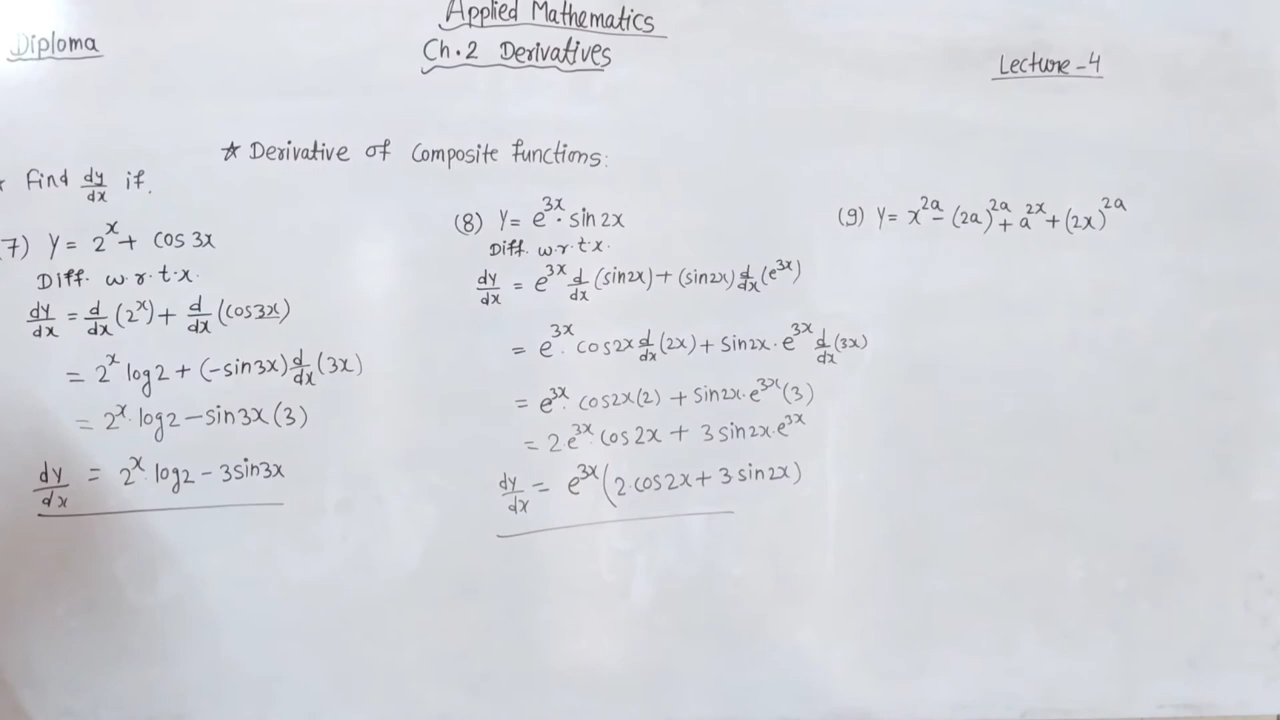 Applied Mathematics
Diploma
Ch.2 Derivatives
Lecture-4
☆ Derivative of Composite functions:
Find dy/dx if,
7) y = 2^x + cos 3x
Diff. w.r.t.x.
dy/dx = d/dx (2^x) + d/dx (cos3x)
= 2^x log2 + (-sin3x) d/dx (3x)
= 2^x. log2 - sin3x (3)
dy/dx = 2^x. log2 - 3sin3x
(8) y = e^3x. sin 2x
Diff. w.r.t.x.
dy/dx = e^3x d/dx (sin2x) + (sin2x) d/dx (e^3x)
= e^3x. cos2x d/dx (2x) + sin2x. e^3x d/dx (3x)
= e^3x. cos2x (2) + sin2x. e^3x (3)
= 2.e^3x. cos 2x + 3 sin2x.e^3x
dy/dx = e^3x (2.cos2x + 3 sin2x)
(9) y = x^2a - (2a)^2a + a^2x + (2x)^2a